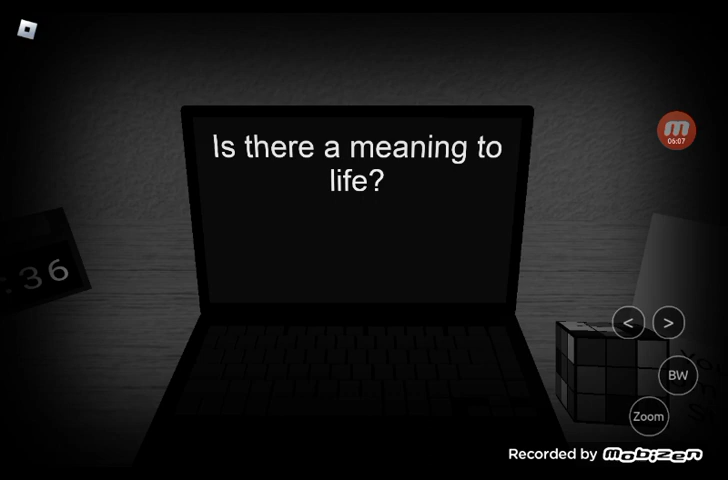 Is there a meaning to
life?
06:07
:36
< >
BW
Zoom
Recorded by Mobizen